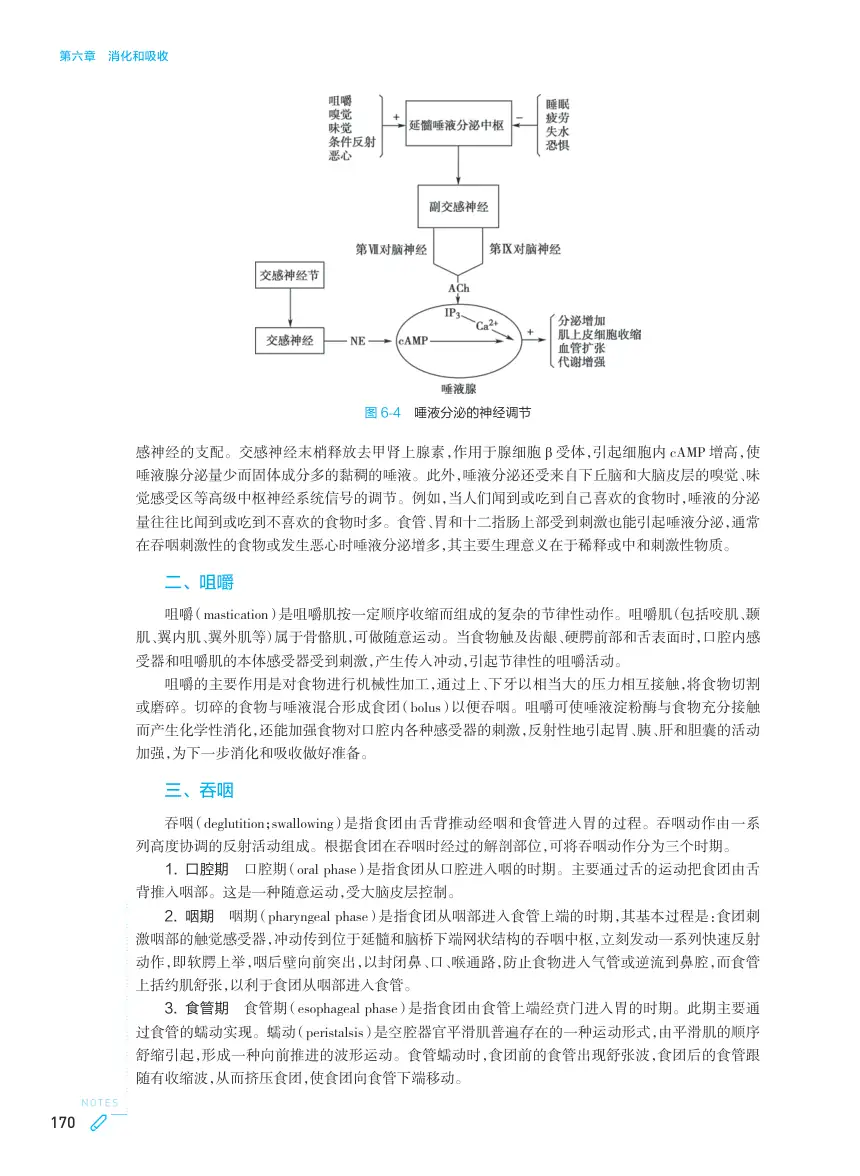 第六章　消化和吸收
咀嚼
嗅觉
味觉
条件反射
恶心
+
延髓唾液分泌中枢
−
睡眠
疲劳
失水
恐惧
副交感神经
第Ⅶ对脑神经
第Ⅸ对脑神经
交感神经节
ACh
IP3
Ca2+
交感神经
NE
cAMP
+
分泌增加
肌上皮细胞收缩
血管扩张
代谢增强
唾液腺
图 6-4　唾液分泌的神经调节
感神经的支配。交感神经末梢释放去甲肾上腺素,作用于腺细胞 β 受体,引起细胞内 cAMP 增高,使
唾液腺分泌量少而固体成分多的黏稠的唾液。此外,唾液分泌还受来自下丘脑和大脑皮层的嗅觉、味
觉感受区等高级中枢神经系统信号的调节。例如,当人们闻到或吃到自己喜欢的食物时,唾液的分泌
量往往比闻到或吃到不喜欢的食物时多。食管、胃和十二指肠上部受到刺激也能引起唾液分泌,通常
在吞咽刺激性的食物或发生恶心时唾液分泌增多,其主要生理意义在于稀释或中和刺激性物质。
二、咀嚼
咀嚼(mastication)是咀嚼肌按一定顺序收缩而组成的复杂的节律性动作。咀嚼肌(包括咬肌、颞
肌、翼内肌、翼外肌等)属于骨骼肌,可做随意运动。当食物触及齿龈、硬腭前部和舌表面时,口腔内感
受器和咀嚼肌的本体感受器受到刺激,产生传入冲动,引起节律性的咀嚼活动。
咀嚼的主要作用是对食物进行机械性加工,通过上、下牙以相当大的压力相互接触,将食物切割
或磨碎。切碎的食物与唾液混合形成食团(bolus)以便吞咽。咀嚼可使唾液淀粉酶与食物充分接触
而产生化学性消化,还能加强食物对口腔内各种感受器的刺激,反射性地引起胃、胰、肝和胆囊的活动
加强,为下一步消化和吸收做好准备。
三、吞咽
吞咽(deglutition;swallowing)是指食团由舌背推动经咽和食管进入胃的过程。吞咽动作由一系
列高度协调的反射活动组成。根据食团在吞咽时经过的解剖部位,可将吞咽动作分为三个时期。
1. 口腔期　口腔期(oral phase)是指食团从口腔进入咽的时期。主要通过舌的运动把食团由舌
背推入咽部。这是一种随意运动,受大脑皮层控制。
2. 咽期　咽期(pharyngeal phase)是指食团从咽部进入食管上端的时期,其基本过程是:食团刺
激咽部的触觉感受器,冲动传到位于延髓和脑桥下端网状结构的吞咽中枢,立刻发动一系列快速反射
动作,即软腭上举,咽后壁向前突出,以封闭鼻、口、喉通路,防止食物进入气管或逆流到鼻腔,而食管
上括约肌舒张,以利于食团从咽部进入食管。
3. 食管期　食管期(esophageal phase)是指食团由食管上端经贲门进入胃的时期。此期主要通
过食管的蠕动实现。蠕动(peristalsis)是空腔器官平滑肌普遍存在的一种运动形式,由平滑肌的顺序
舒缩引起,形成一种向前推进的波形运动。食管蠕动时,食团前的食管出现舒张波,食团后的食管跟
随有收缩波,从而挤压食团,使食团向食管下端移动。
NOTES
170